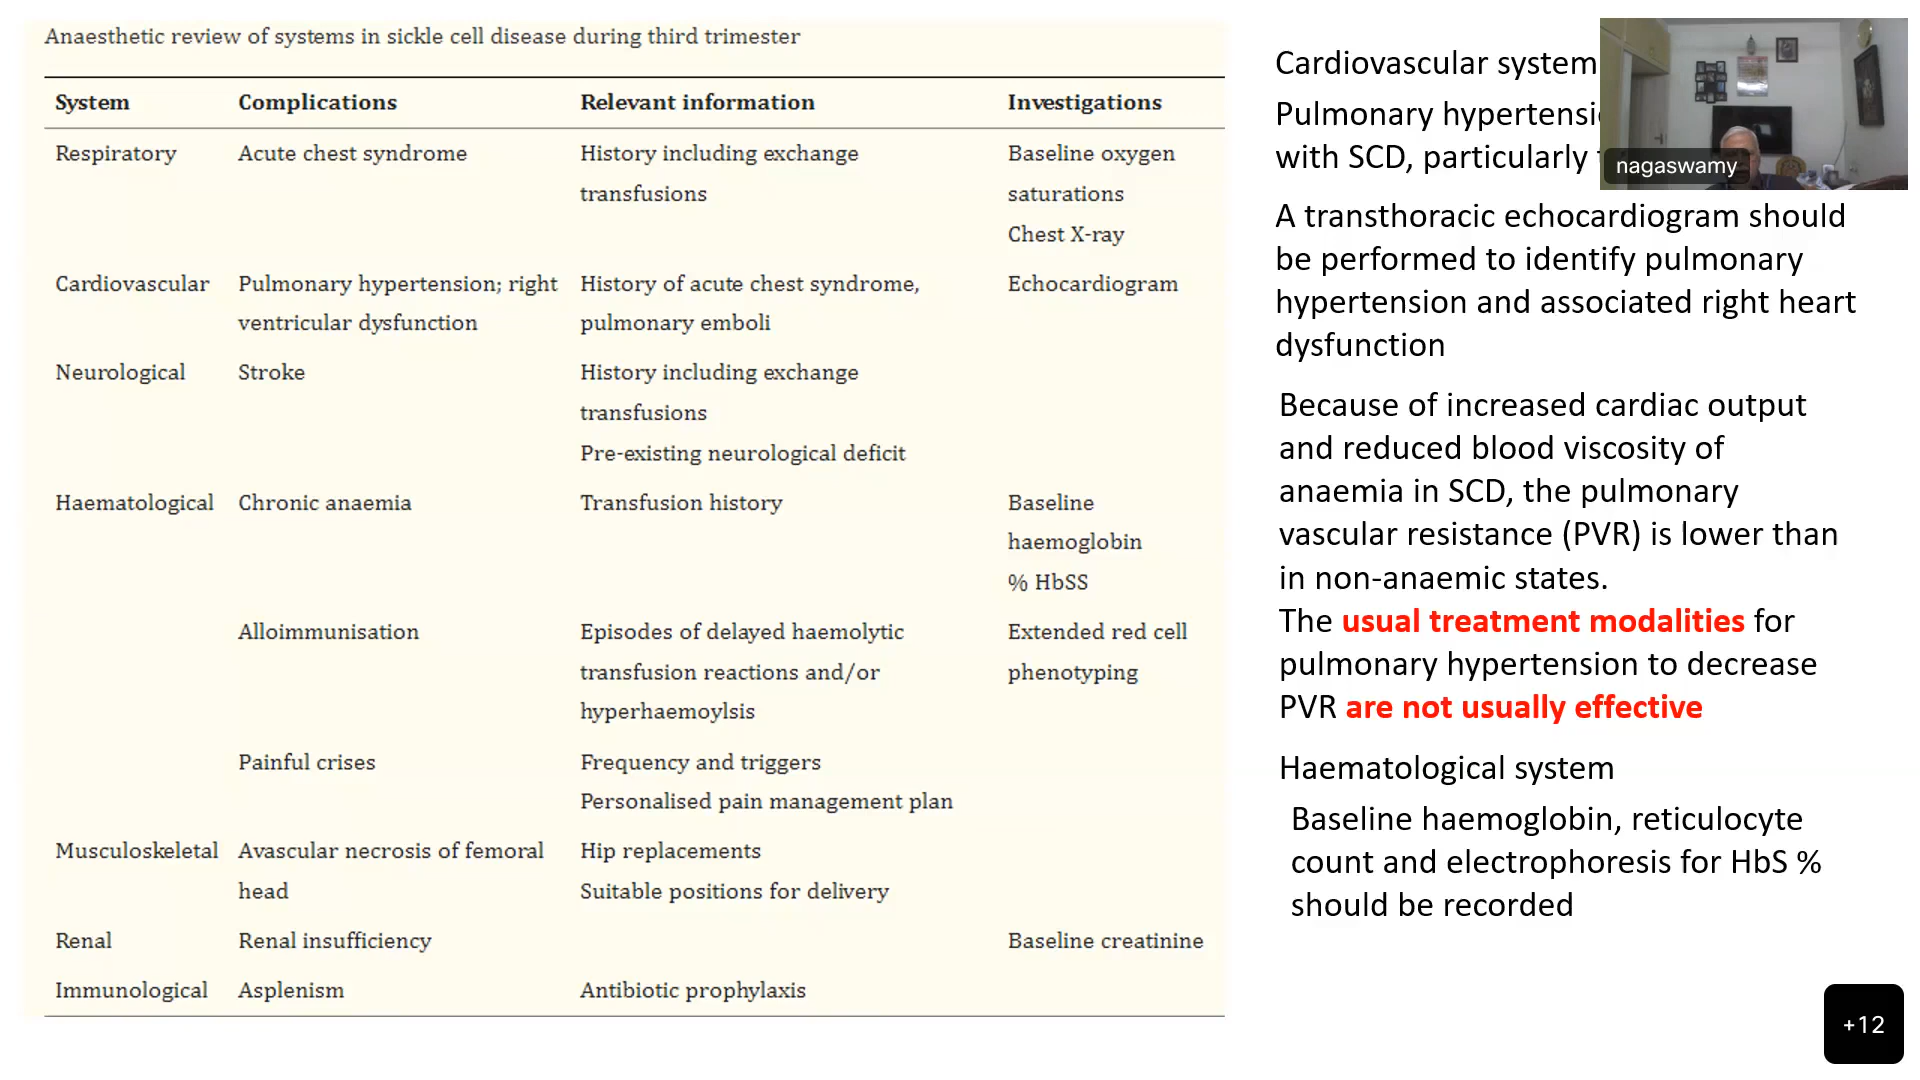 Anaesthetic review of systems in sickle cell disease during third trimester
System Complications Relevant information Investigations
Respiratory Acute chest syndrome History including exchange Baseline oxygen
transfusions saturations
Chest X-ray
Cardiovascular Pulmonary hypertension; right History of acute chest syndrome, Echocardiogram
ventricular dysfunction pulmonary emboli
Neurological Stroke History including exchange
transfusions
Pre-existing neurological deficit
Haematological Chronic anaemia Transfusion history Baseline
haemoglobin
% HbSS
Alloimmunisation Episodes of delayed haemolytic Extended red cell
transfusion reactions and/or phenotyping
hyperhaemoylsis
Painful crises Frequency and triggers
Personalised pain management plan
Musculoskeletal Avascular necrosis of femoral Hip replacements
head Suitable positions for delivery
Renal Renal insufficiency Baseline creatinine
Immunological Asplenism Antibiotic prophylaxis
Cardiovascular system
Pulmonary
with SCD, particularly
A transthoracic echocardiogram should
be performed to identify pulmonary
hypertension and associated right heart
dysfunction
Because of increased cardiac output
and reduced blood viscosity of
anaemia in SCD, the pulmonary
vascular resistance (PVR) is lower than
in non-anaemic states.
The usual treatment modalities for
pulmonary hypertension to decrease
PVR are not usually effective
Haematological system
Baseline haemoglobin, reticulocyte
count and electrophoresis for HbS %
should be recorded
nagaswamy
+12